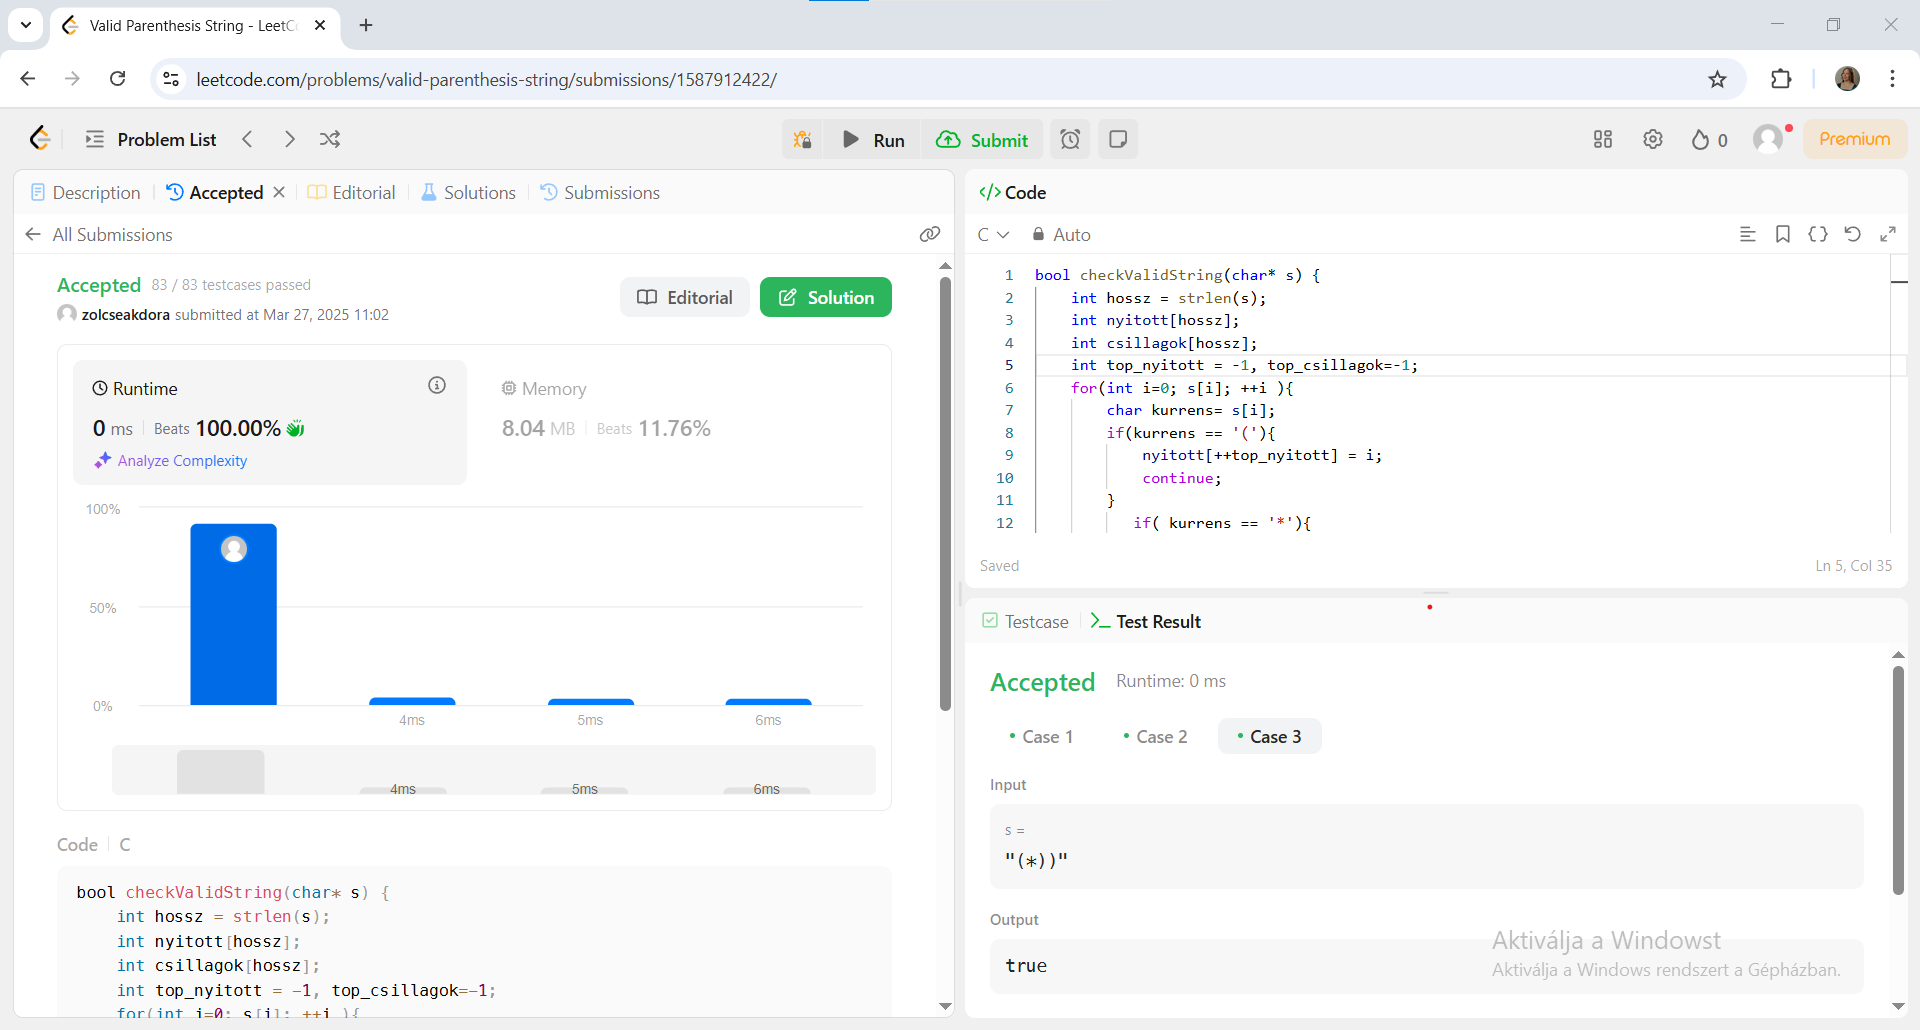 Valid Parenthesis String - LeetC
leetcode.com/problems/valid-parenthesis-string/submissions/1587912422/
Problem List
Run
Submit
0
Premium
Description
Accepted
Editorial
Solutions
Submissions
All Submissions
Accepted 83 / 83 testcases passed
zolcseakdora submitted at Mar 27, 2025 11:02
Editorial
Solution
Runtime
0 ms Beats 100.00%
Analyze Complexity
Memory
8.04 MB Beats 11.76%
100%
50%
0%
4ms 5ms 6ms
4ms 5ms 6ms
Code C
bool checkValidString(char* s) {
int hossz = strlen(s);
int nyitott[hossz];
int csillagok[hossz];
int top_nyitott = -1, top_csillagok=-1;
for(int i=0; s[i]; ++i ){
Code
C
Auto
1 bool checkValidString(char* s) {
2 int hossz = strlen(s);
3 int nyitott[hossz];
4 int csillagok[hossz];
5 int top_nyitott = -1, top_csillagok=-1;
6 for(int i=0; s[i]; ++i ){
7 char kurrens= s[i];
8 if(kurrens == '('){
9 nyitott[++top_nyitott] = i;
10 continue;
11 }
12 if( kurrens == '*'){
Saved
Ln 5, Col 35
Testcase
Test Result
Accepted Runtime: 0 ms
Case 1
Case 2
Case 3
Input
s =
"(*))"
Output
true
Aktiválja a Windowst
Aktiválja a Windows rendszert a Gépházban.